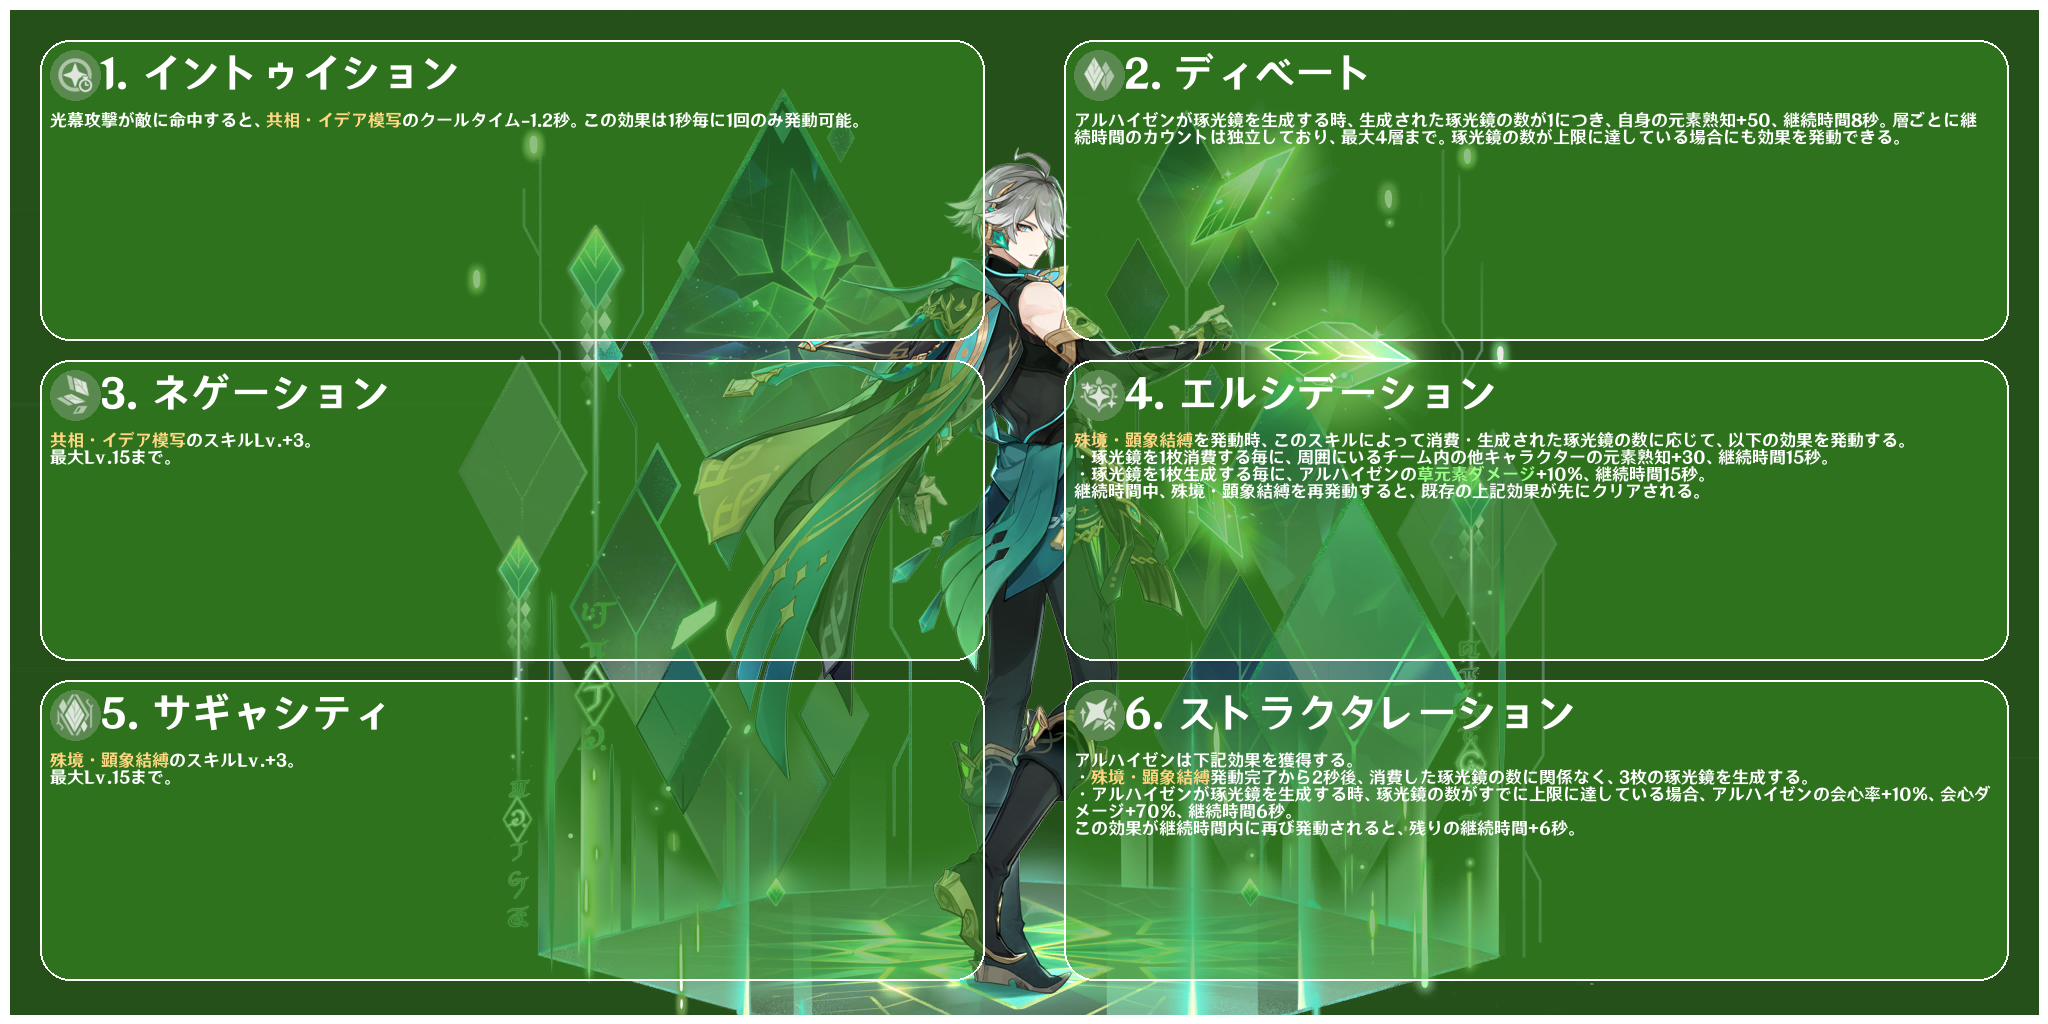 1. イントゥイション
光幕攻撃が敵に命中すると、共相・イデア模写のクールタイム-1.2秒。この効果は1秒毎に1回のみ発動可能。
2. ディベート
アルハイゼンが琢光鏡を生成する時、生成された琢光鏡の数が1につき、自身の元素熟知+50、継続時間8秒。層ごとに継
続時間のカウントは独立しており、最大4層まで。琢光鏡の数が上限に達している場合にも効果を発動できる。
3. ネゲーション
共相・イデア模写のスキルLv.+3。
最大Lv.15まで。
4. エルシデーション
殊境・顕象結縛を発動時、このスキルによって消費・生成された琢光鏡の数に応じて、以下の効果を発動する。
・琢光鏡を1枚消費する毎に、周囲にいるチーム内の他キャラクターの元素熟知+30、継続時間15秒。
・琢光鏡を1枚生成する毎に、アルハイゼンの草元素ダメージ+10%、継続時間15秒。
継続時間中、殊境・顕象結縛を再発動すると、既存の上記効果が先にクリアされる。
5. サギャシティ
殊境・顕象結縛のスキルLv.+3。
最大Lv.15まで。
6. ストラクタレーション
アルハイゼンは下記効果を獲得する。
・殊境・顕象結縛発動完了から2秒後、消費した琢光鏡の数に関係なく、3枚の琢光鏡を生成する。
・アルハイゼンが琢光鏡を生成する時、琢光鏡の数がすでに上限に達している場合、アルハイゼンの会心率+10%、会心ダ
メージ+70%、継続時間6秒。
この効果が継続時間内に再び発動されると、残りの継続時間+6秒。